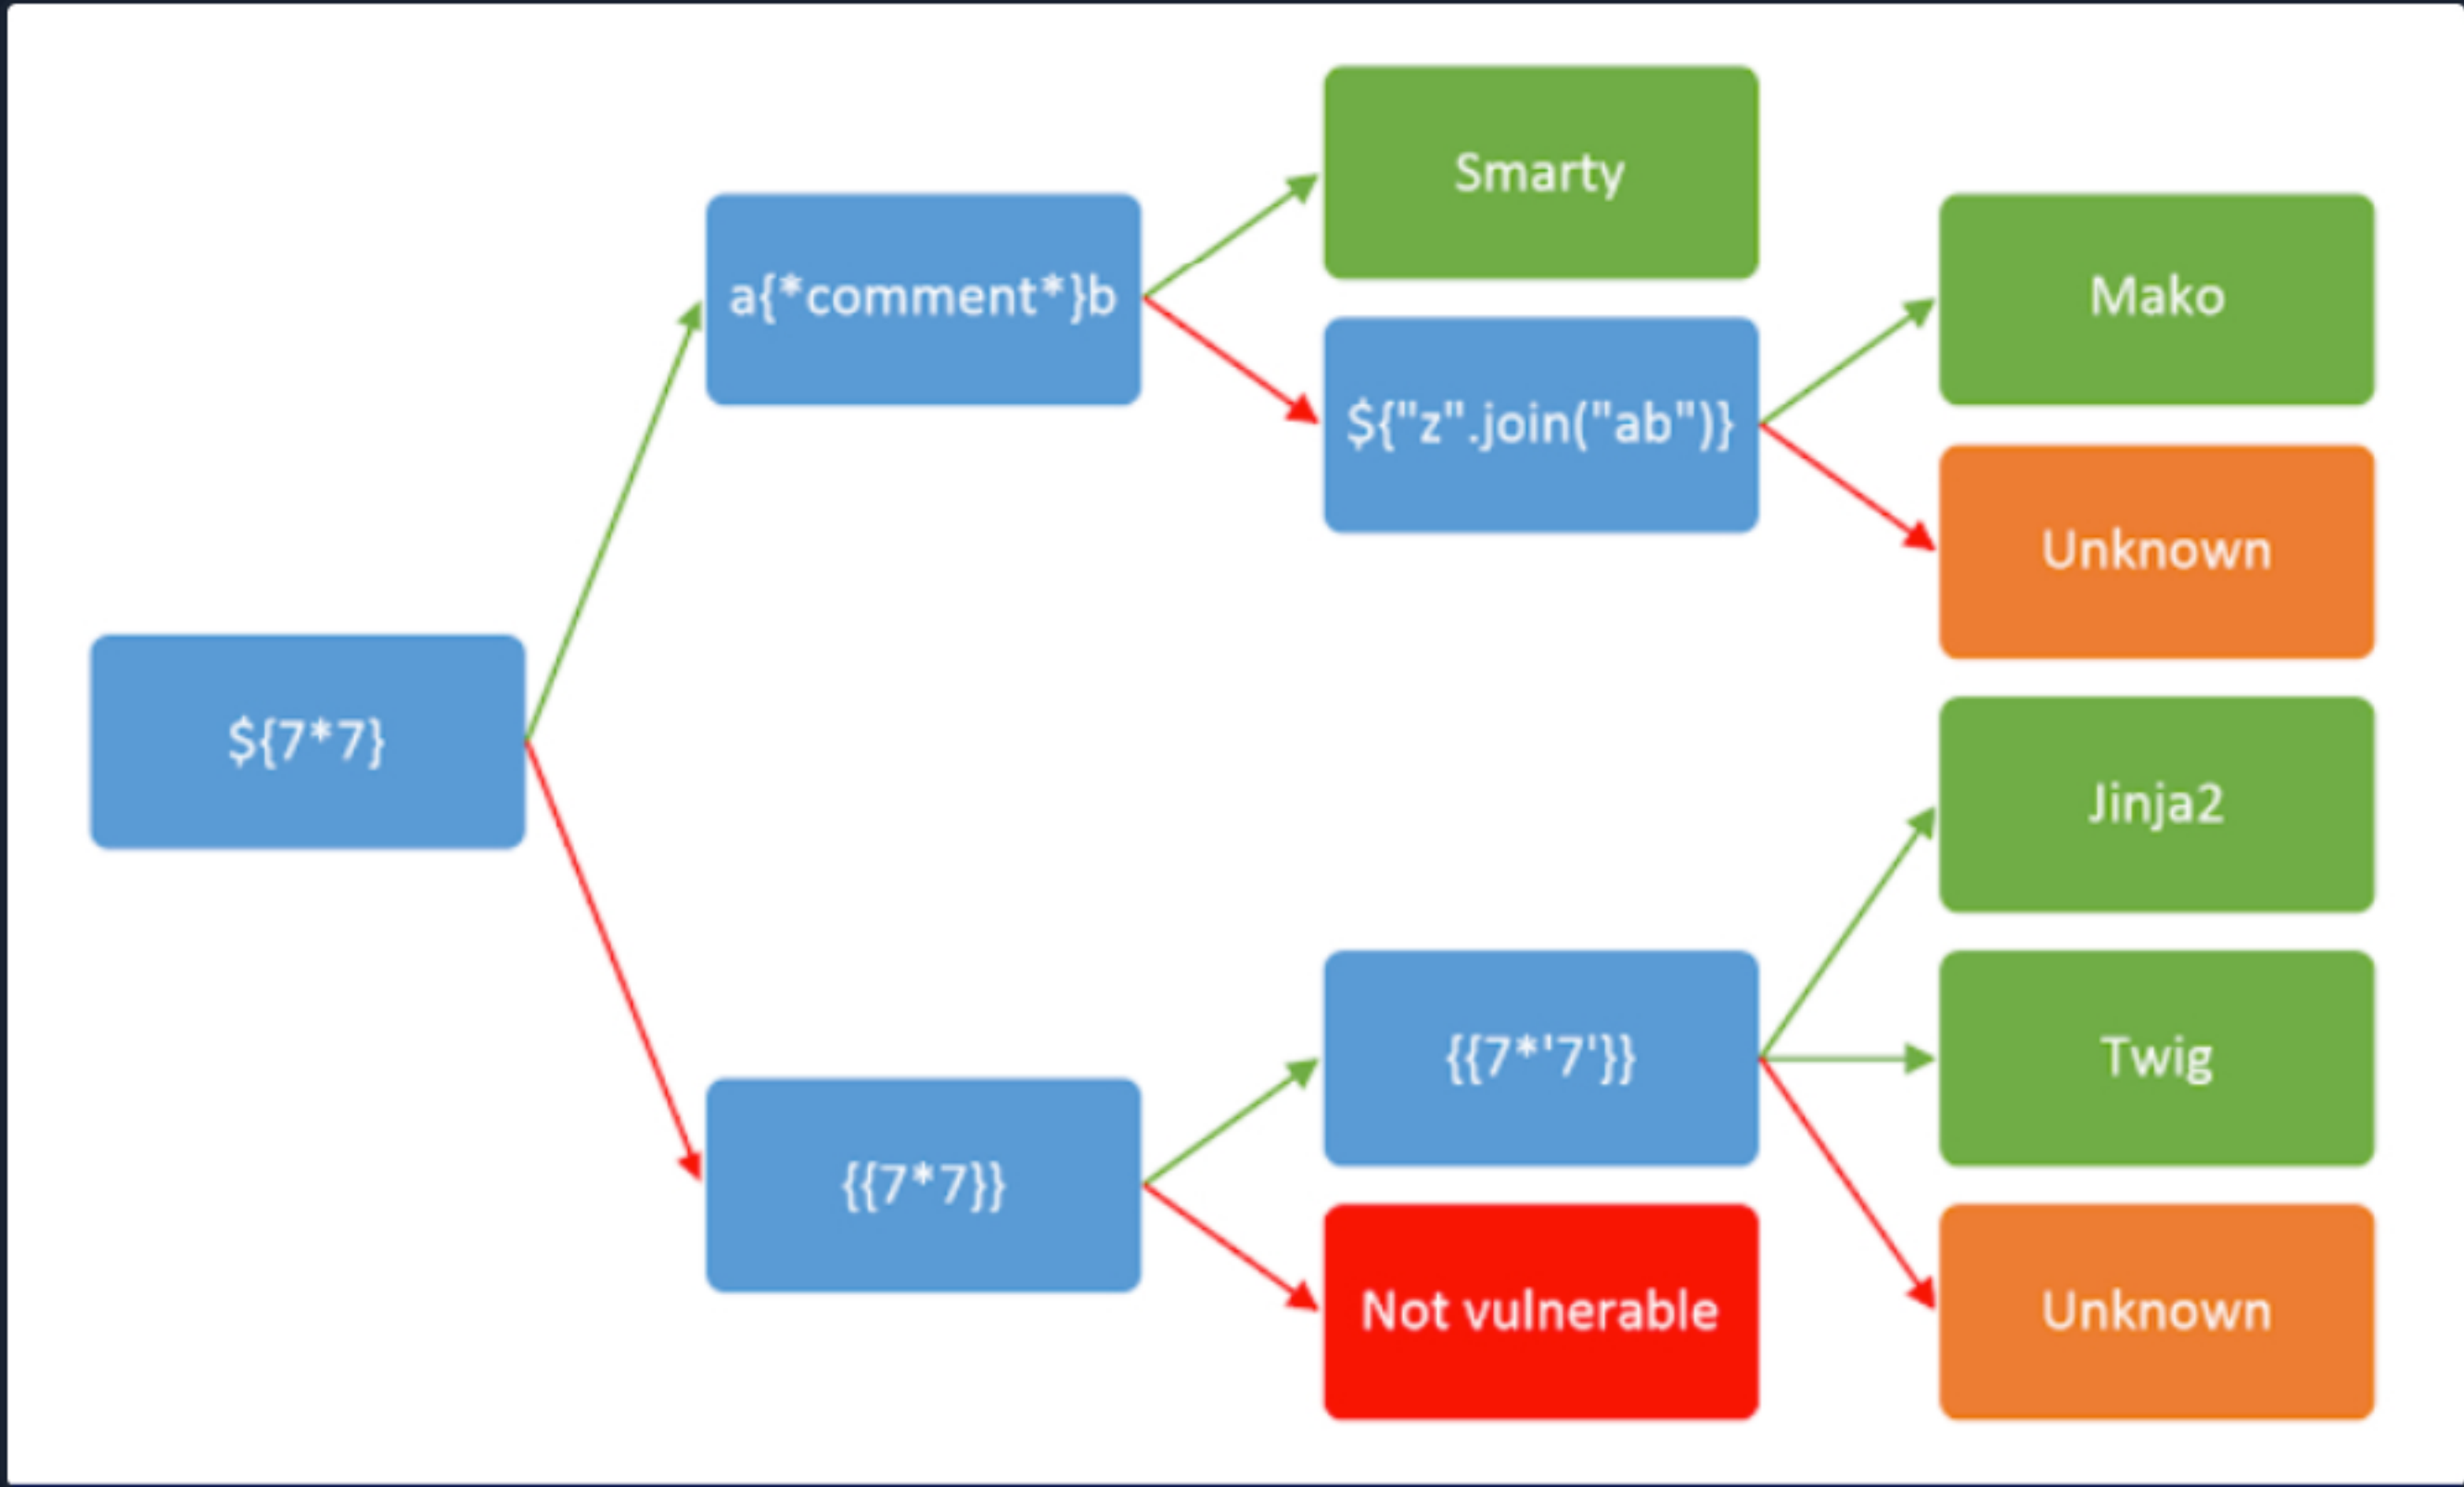 Smarty
a{*comment*}b
Mako
${"z".join("ab")}
Unknown
${7*7}
Jinja2
{{7*'7'}}
Twig
{{7*7}}
Not vulnerable
Unknown